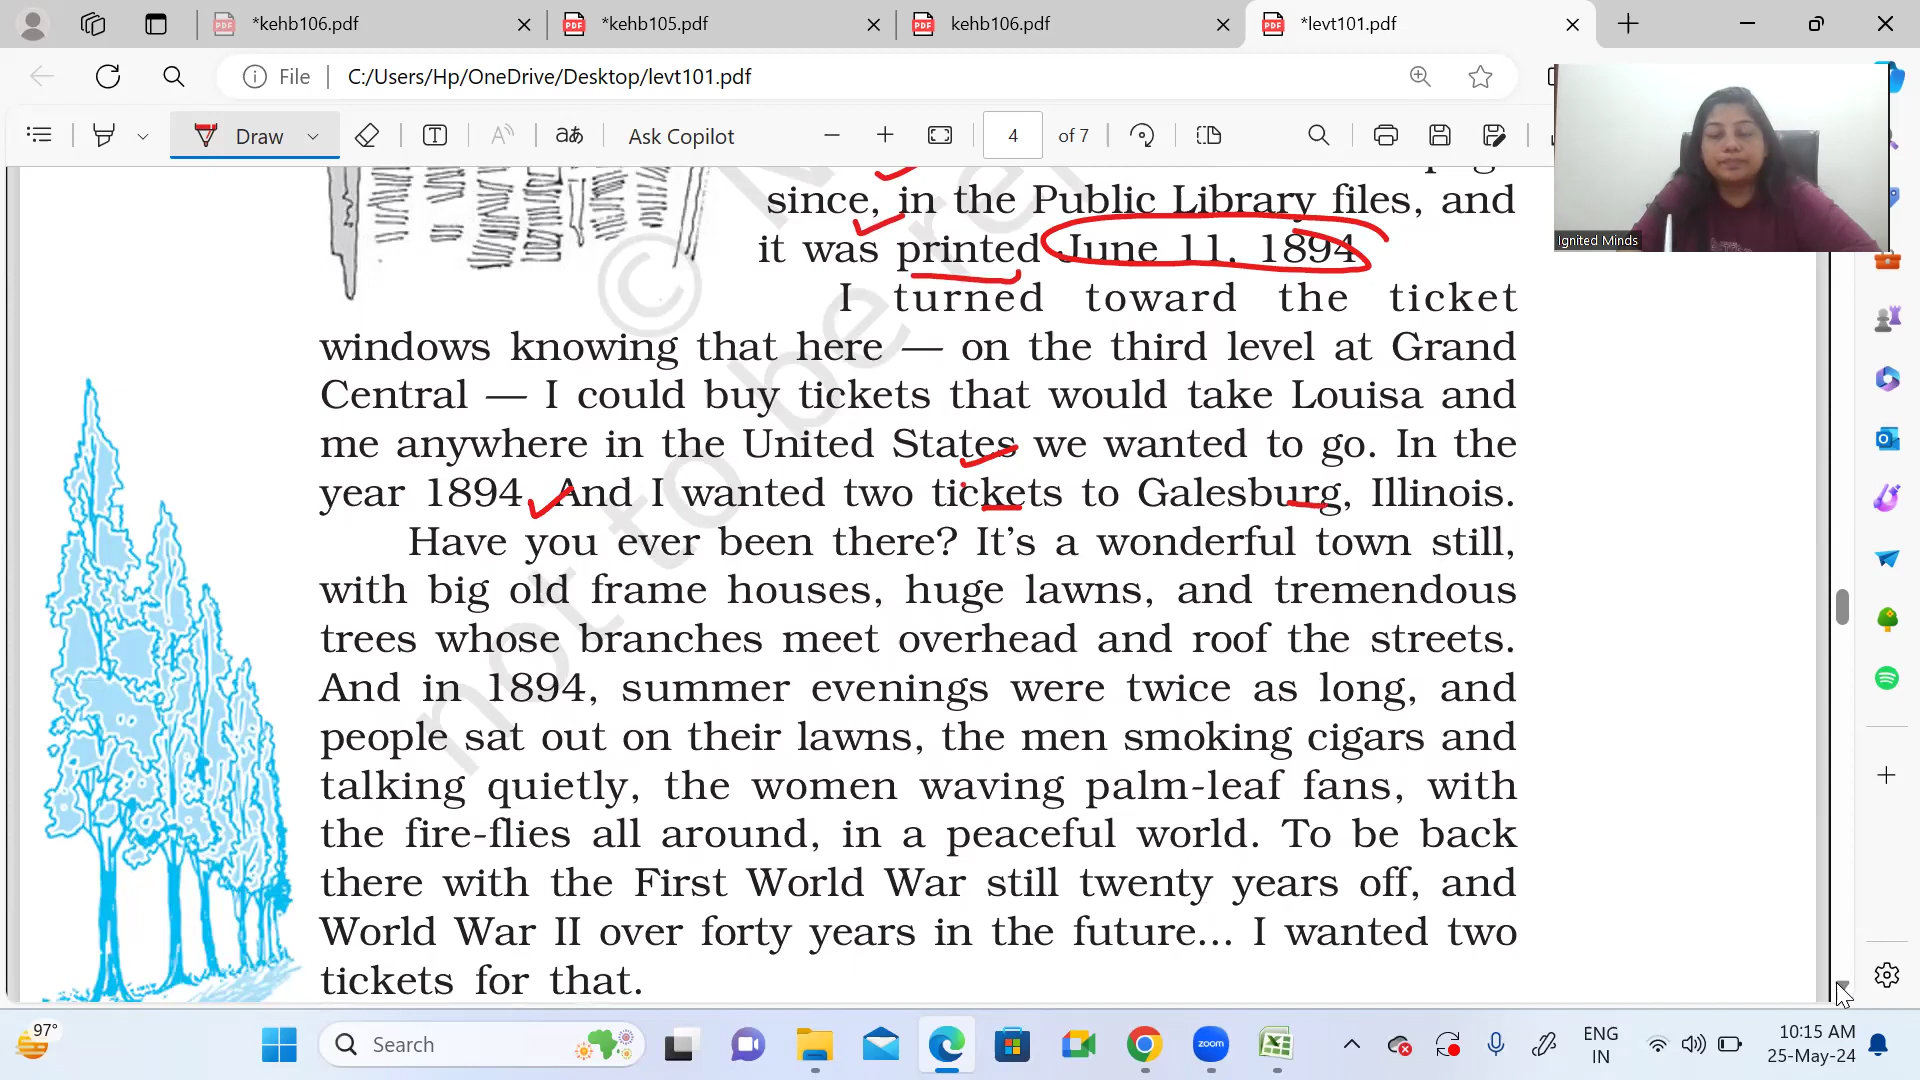 *kehb106.pdf
*kehb105.pdf
kehb106.pdf
*levt101.pdf
File
C:/Users/Hp/OneDrive/Desktop/levt101.pdf
Draw
Ask Copilot
4 of 7
Ignited Minds
since, in the Public Library files, and
it was printed June 11, 1894.
I turned toward the ticket
windows knowing that here — on the third level at Grand
Central — I could buy tickets that would take Louisa and
me anywhere in the United States we wanted to go. In the
year 1894. And I wanted two tickets to Galesburg, Illinois.
Have you ever been there? It's a wonderful town still,
with big old frame houses, huge lawns, and tremendous
trees whose branches meet overhead and roof the streets.
And in 1894, summer evenings were twice as long, and
people sat out on their lawns, the men smoking cigars and
talking quietly, the women waving palm-leaf fans, with
the fire-flies all around, in a peaceful world. To be back
there with the First World War still twenty years off, and
World War II over forty years in the future... I wanted two
tickets for that.
not to be re
97°
Search
zoom
ENG
IN
10:15 AM
25-May-24